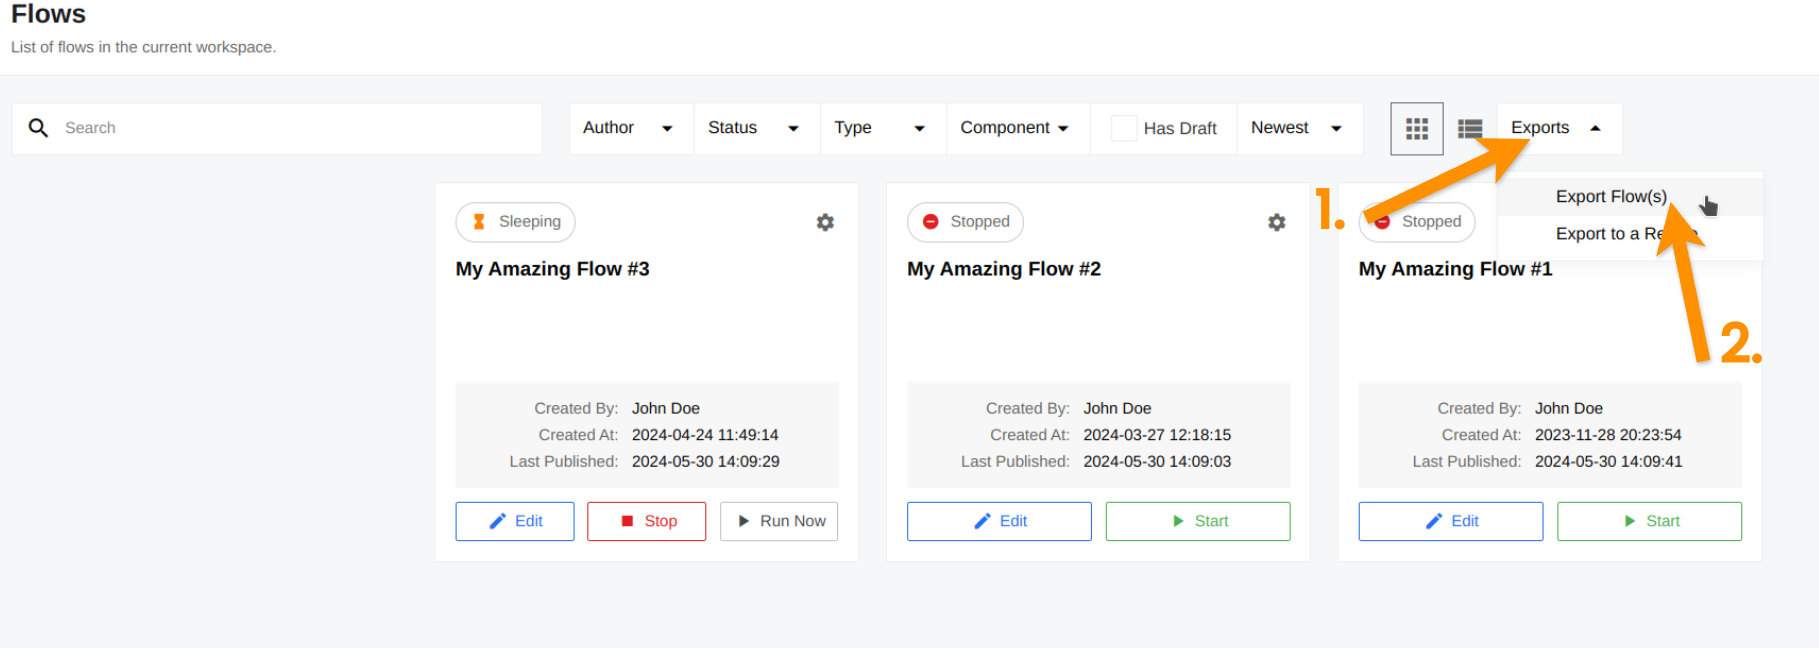 Flows
List of flows in the current workspace.
Search
Author Status Type Component Has Draft Newest Exports
Export Flow(s)
Export to a
1.
2.
Sleeping
My Amazing Flow #3
Created By: John Doe
Created At: 2024-04-24 11:49:14
Last Published: 2024-05-30 14:09:29
Edit Stop Run Now
Stopped
My Amazing Flow #2
Created By: John Doe
Created At: 2024-03-27 12:18:15
Last Published: 2024-05-30 14:09:03
Edit Start
Stopped
My Amazing Flow #1
Created By: John Doe
Created At: 2023-11-28 20:23:54
Last Published: 2024-05-30 14:09:41
Edit Start